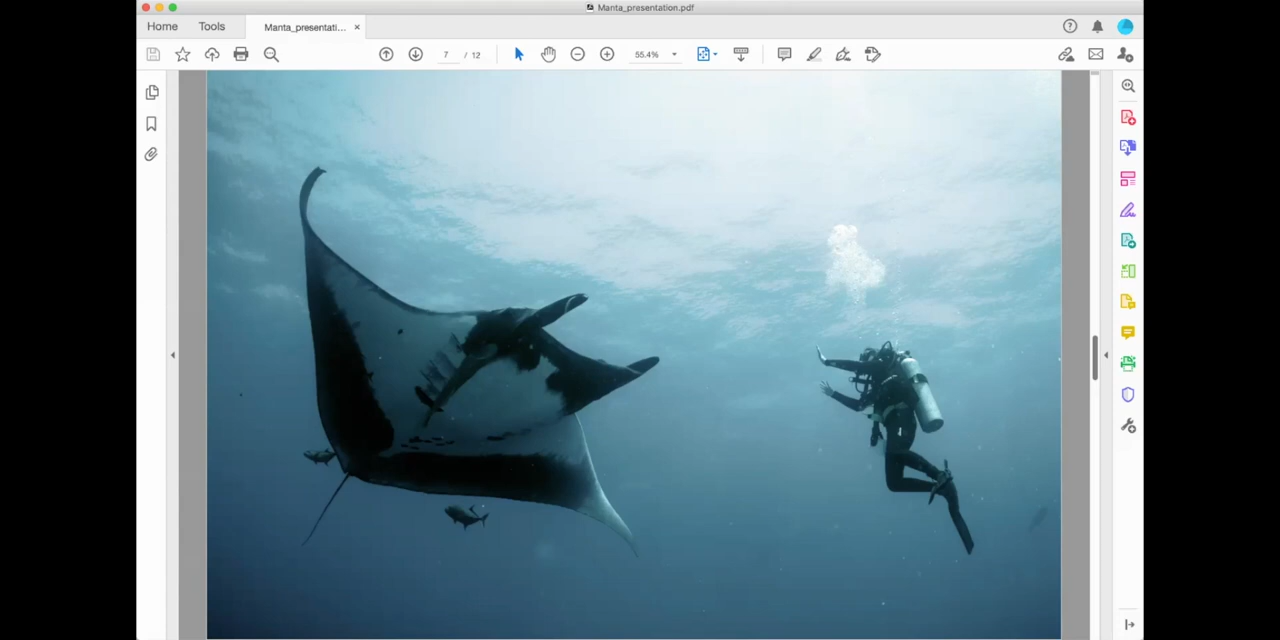 Manta_presentation.pdf
Home
Tools
Manta_presentati...
7 / 12
55.4%